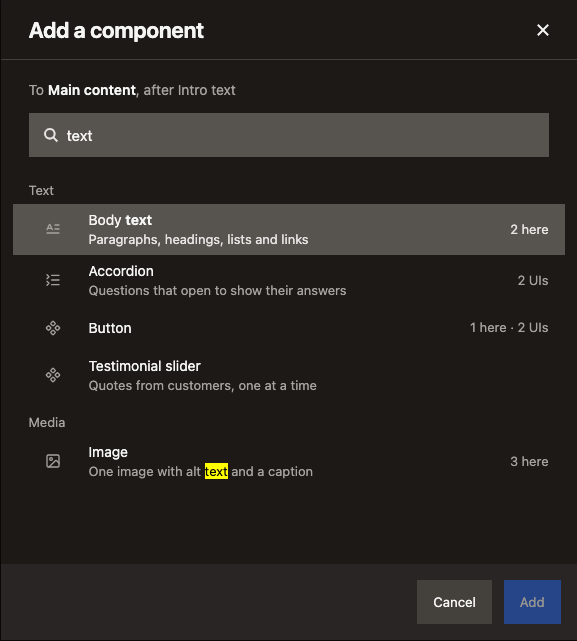 Add a component
To Main content, after Intro text
text
Text
Body text
Paragraphs, headings, lists and links
2 here
Accordion
Questions that open to show their answers
2 UIs
Button
1 here · 2 UIs
Testimonial slider
Quotes from customers, one at a time
Media
Image
One image with alt text and a caption
3 here
Cancel
Add